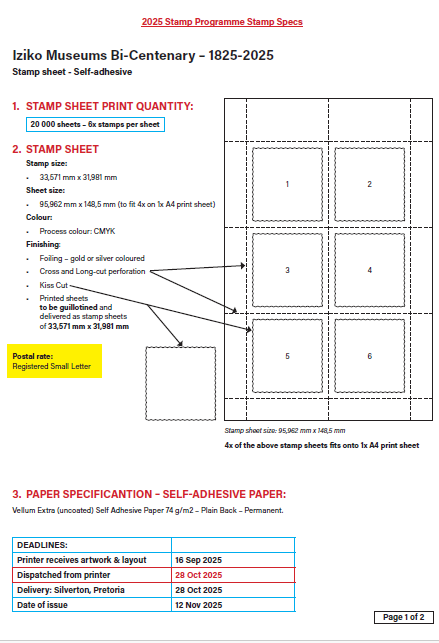 2025 Stamp Programme Stamp Specs
Iziko Museums Bi-Centenary – 1825-2025
Stamp sheet - Self-adhesive
1. STAMP SHEET PRINT QUANTITY:
20 000 sheets – 6x stamps per sheet
2. STAMP SHEET
Stamp size:
• 33,571 mm x 31,981 mm
Sheet size:
• 95,962 mm x 148,5 mm (to fit 4x on 1x A4 print sheet)
Colour:
• Process colour: CMYK
Finishing:
• Foiling – gold or silver coloured
• Cross and Long-cut perforation
• Kiss Cut
• Printed sheets
to be guillotined and
delivered as stamp sheets
of 33,571 mm x 31,981 mm
Postal rate:
Registered Small Letter
1
2
3
4
5
6
Stamp sheet size: 95,962 mm x 148,5 mm
4x of the above stamp sheets fits onto 1x A4 print sheet
3. PAPER SPECIFICANTION – SELF-ADHESIVE PAPER:
Vellum Extra (uncoated) Self Adhesive Paper 74 g/m2 – Plain Back – Permanent.
DEADLINES:
Printer receives artwork & layout 16 Sep 2025
Dispatched from printer 28 Oct 2025
Delivery: Silverton, Pretoria 28 Oct 2025
Date of issue 12 Nov 2025
Page 1 of 2